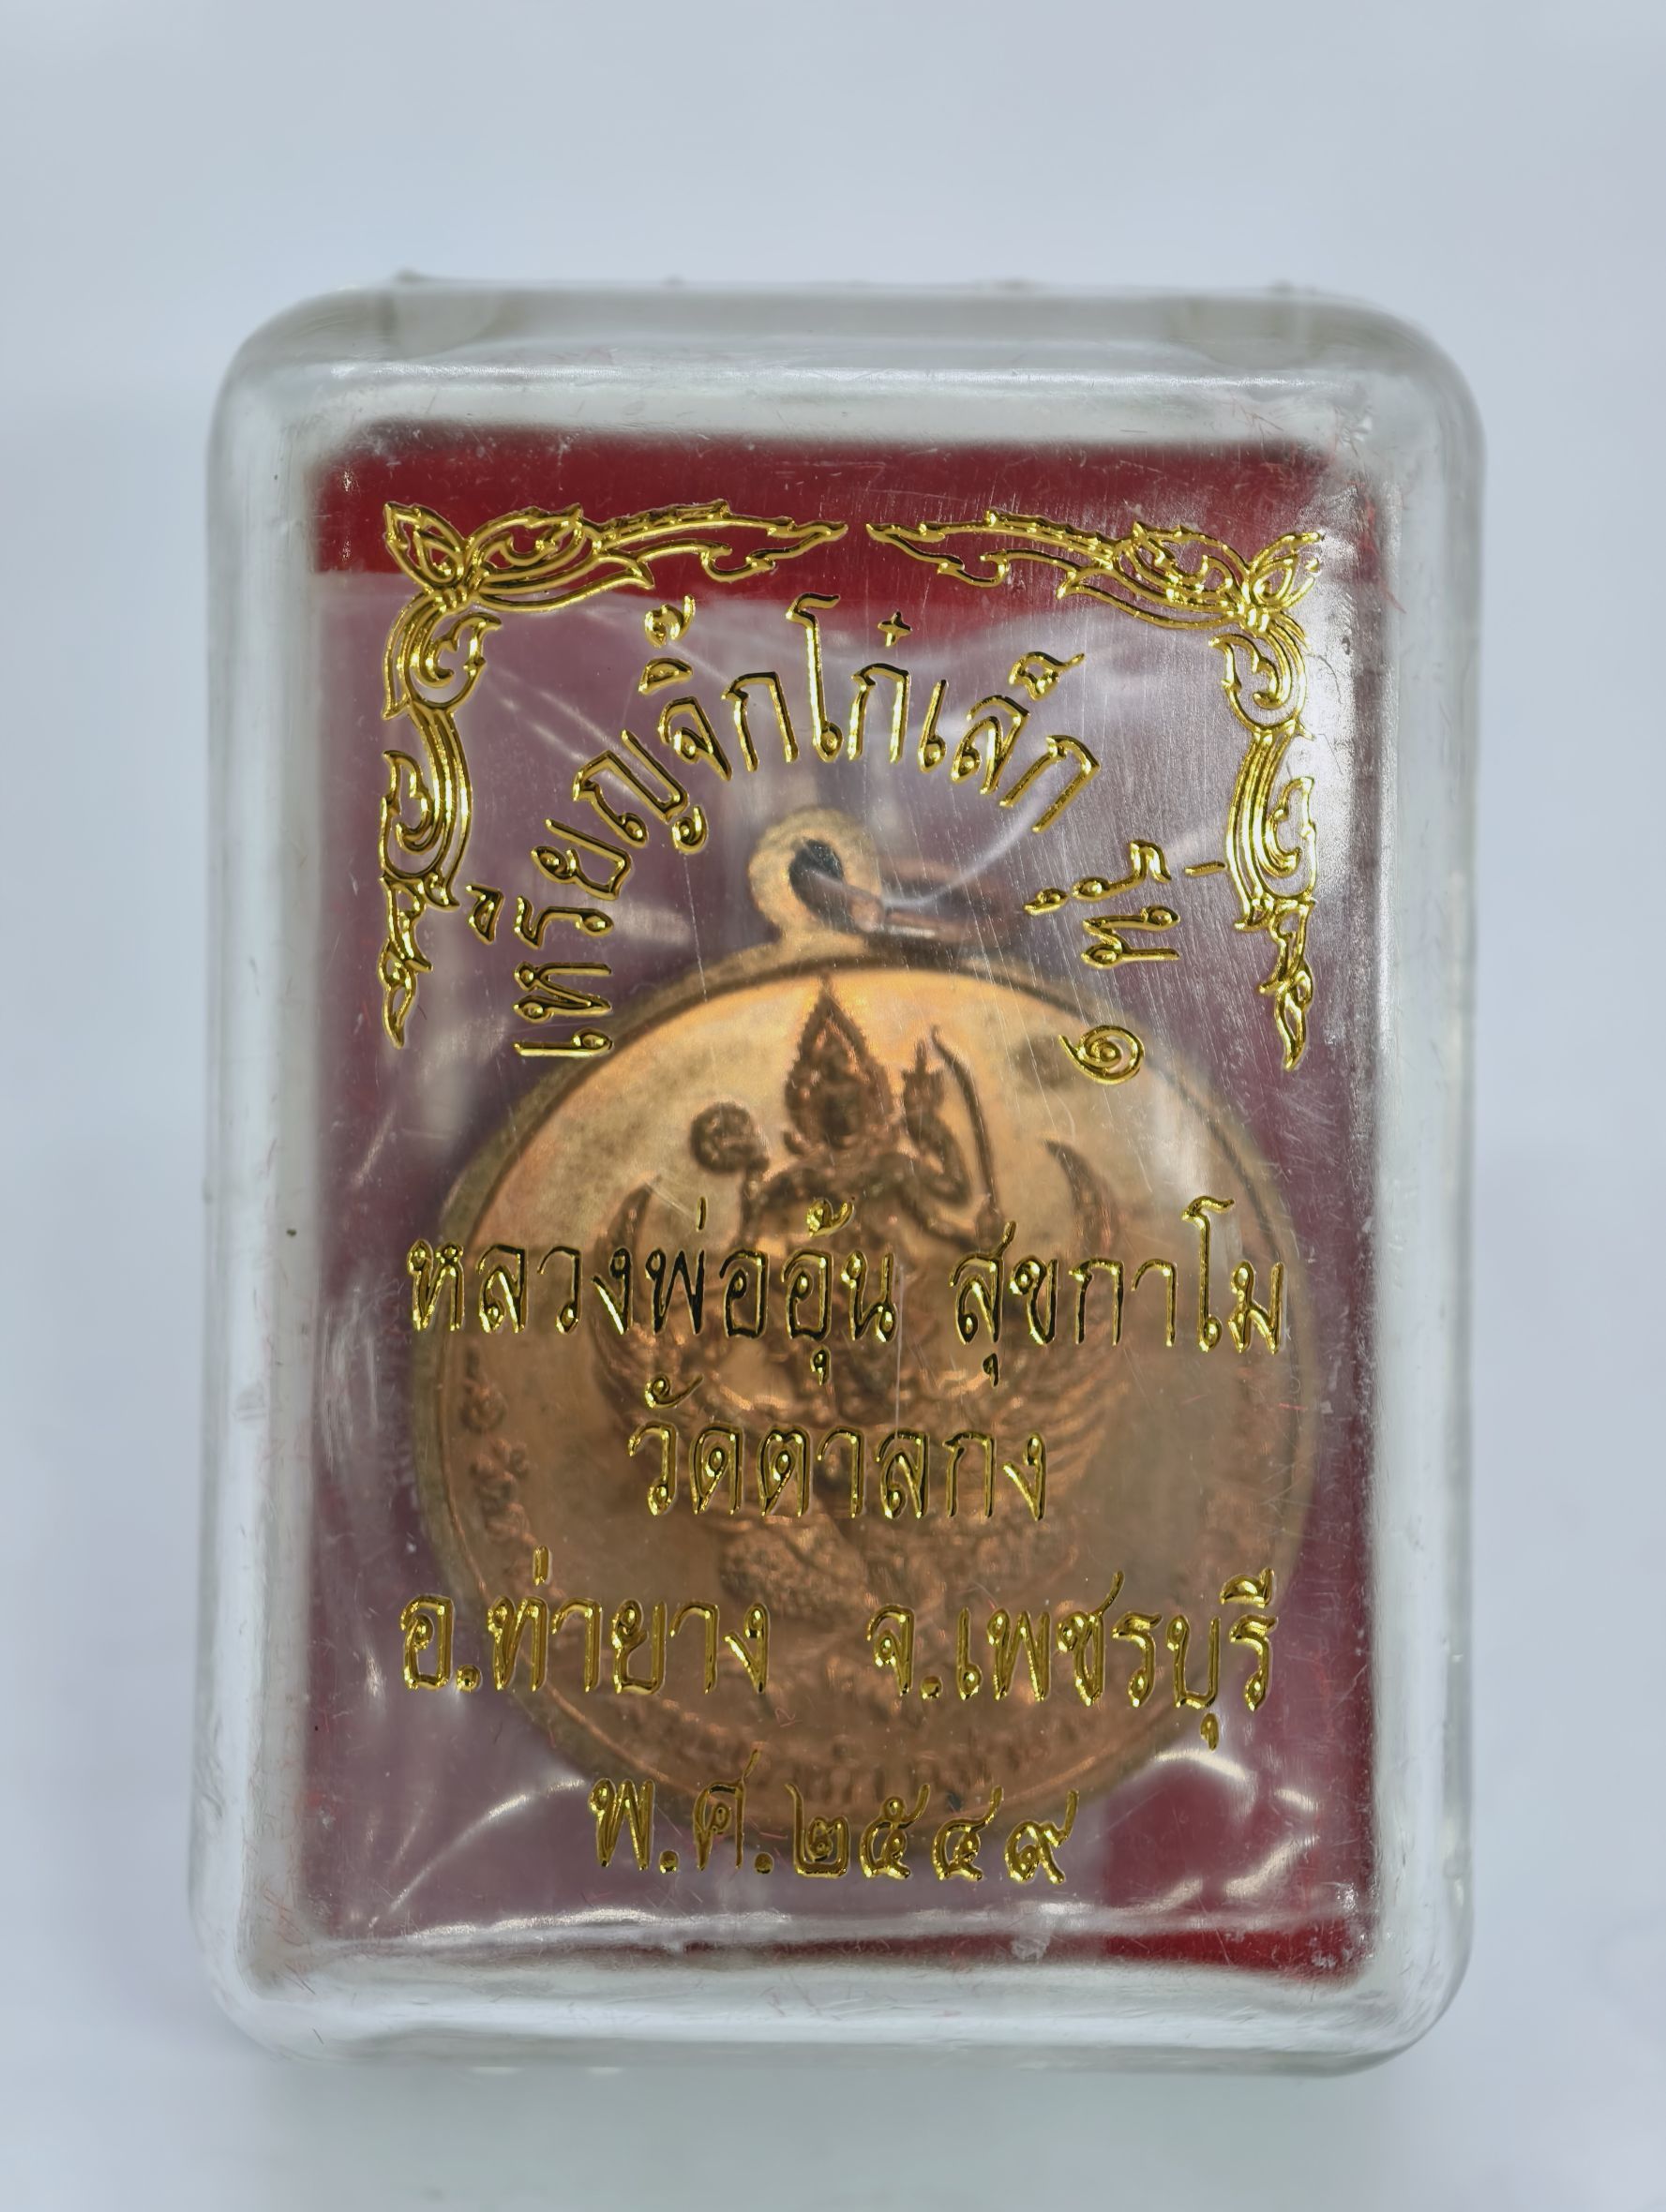 เหรียญจิ๊กโก๋เล็ก ที่ ๑
หลวงพ่ออุ้น สุขกาโม
วัดตาลกง
อ.ท่ายาง จ.เพชรบุรี
พ.ศ.๒๕๔๙